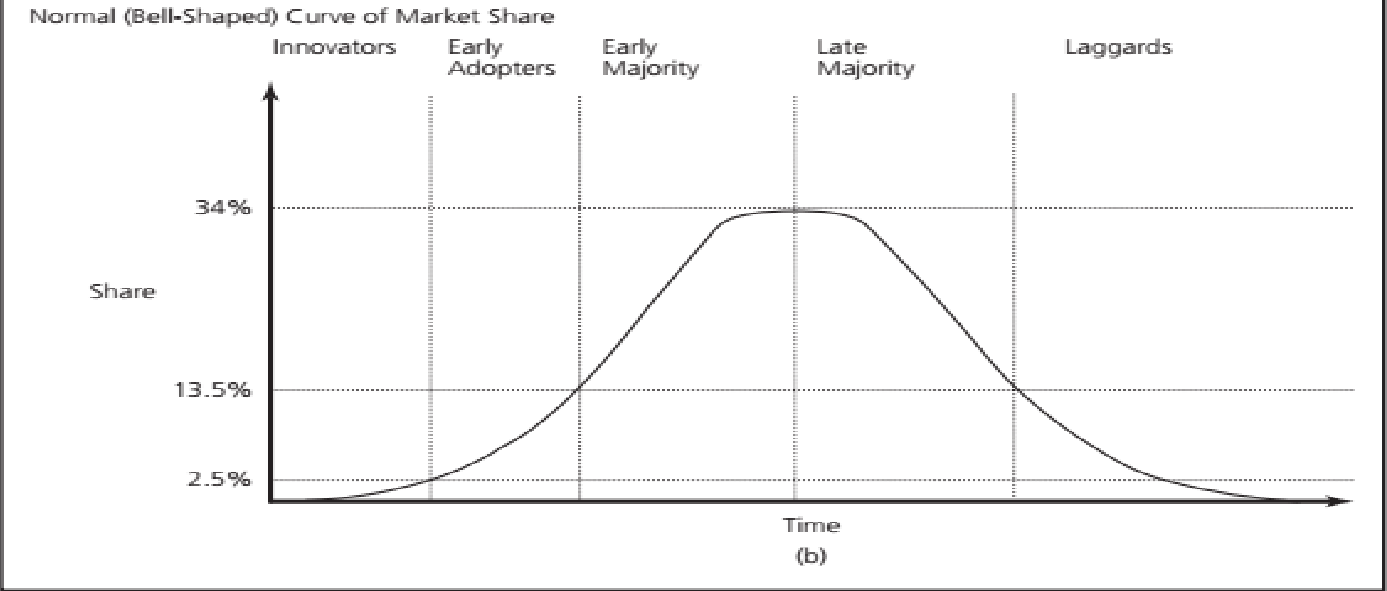 Normal (Bell-Shaped) Curve of Market Share
Innovators
Early
Adopters
Early
Majority
Late
Majority
Laggards
34%
Share
13.5%
2.5%
Time
(b)